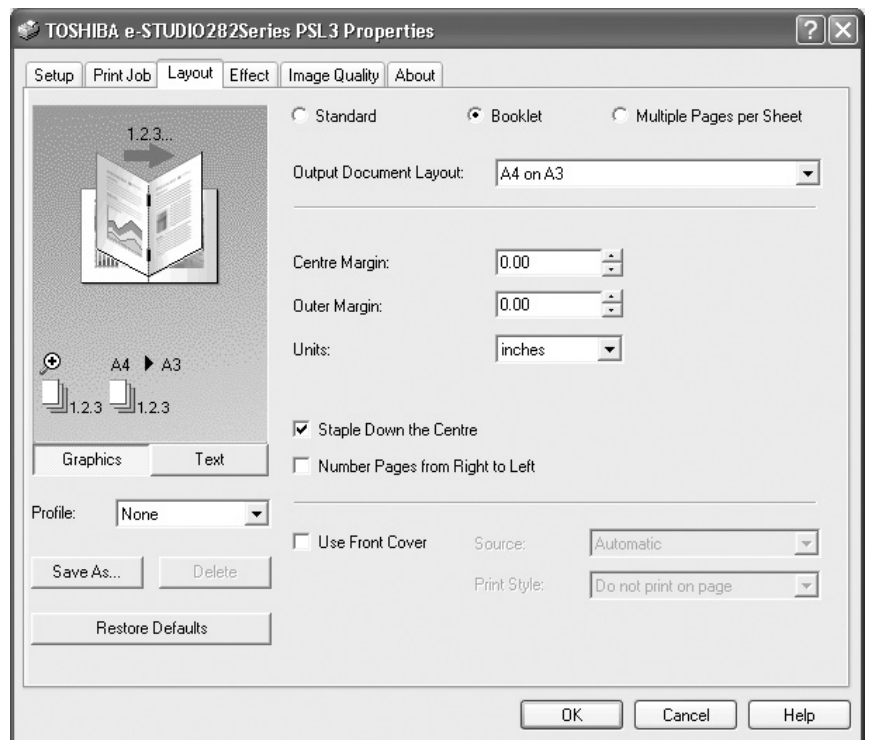 TOSHIBA e-STUDIO282Series PSL3 Properties
Setup Print Job Layout Effect Image Quality About
1.2.3...
A4 A3
1.2.3 1.2.3
Graphics Text
Profile: None
Save As... Delete
Restore Defaults
Standard Booklet Multiple Pages per Sheet
Output Document Layout: A4 on A3
Centre Margin: 0.00
Outer Margin: 0.00
Units: inches
Staple Down the Centre
Number Pages from Right to Left
Use Front Cover Source: Automatic
Print Style: Do not print on page
OK Cancel Help